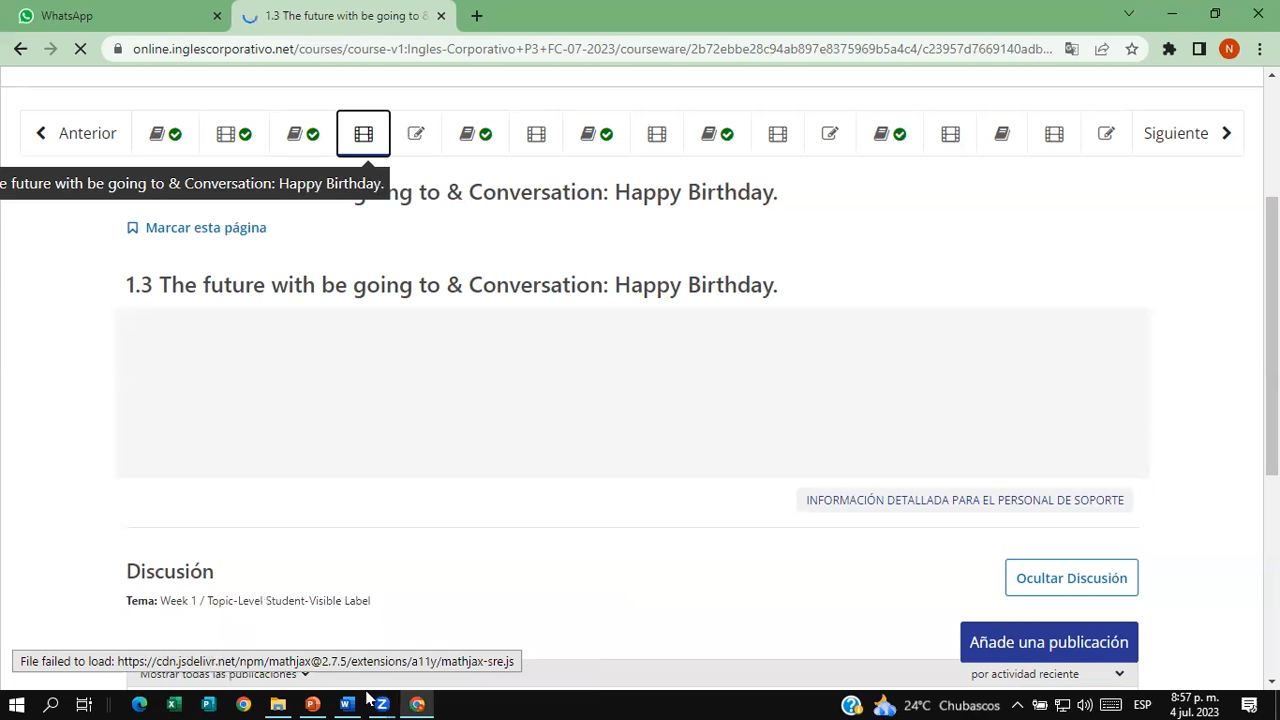 WhatsApp
1.3 The future with be going to &
online.inglescorporativo.net/courses/course-v1:Ingles-Corporativo+P3+FC-07-2023/courseware/2b72ebbe28c94ab897e8375969b5a4c4/c23957d7669140adb...
N
Anterior
Siguiente
e future with be going to & Conversation: Happy Birthday.
ng to & Conversation: Happy Birthday.
Marcar esta página
1.3 The future with be going to & Conversation: Happy Birthday.
INFORMACIÓN DETALLADA PARA EL PERSONAL DE SOPORTE
Discusión
Ocultar Discusión
Tema: Week 1 / Topic-Level Student-Visible Label
Añade una publicación
File failed to load: https://cdn.jsdelivr.net/npm/mathjax@2.7.5/extensions/a11y/mathjax-sre.js
Mostrar todas las publicaciones
por actividad reciente
24°C Chubascos
ESP
8:57 p. m.
4 jul. 2023